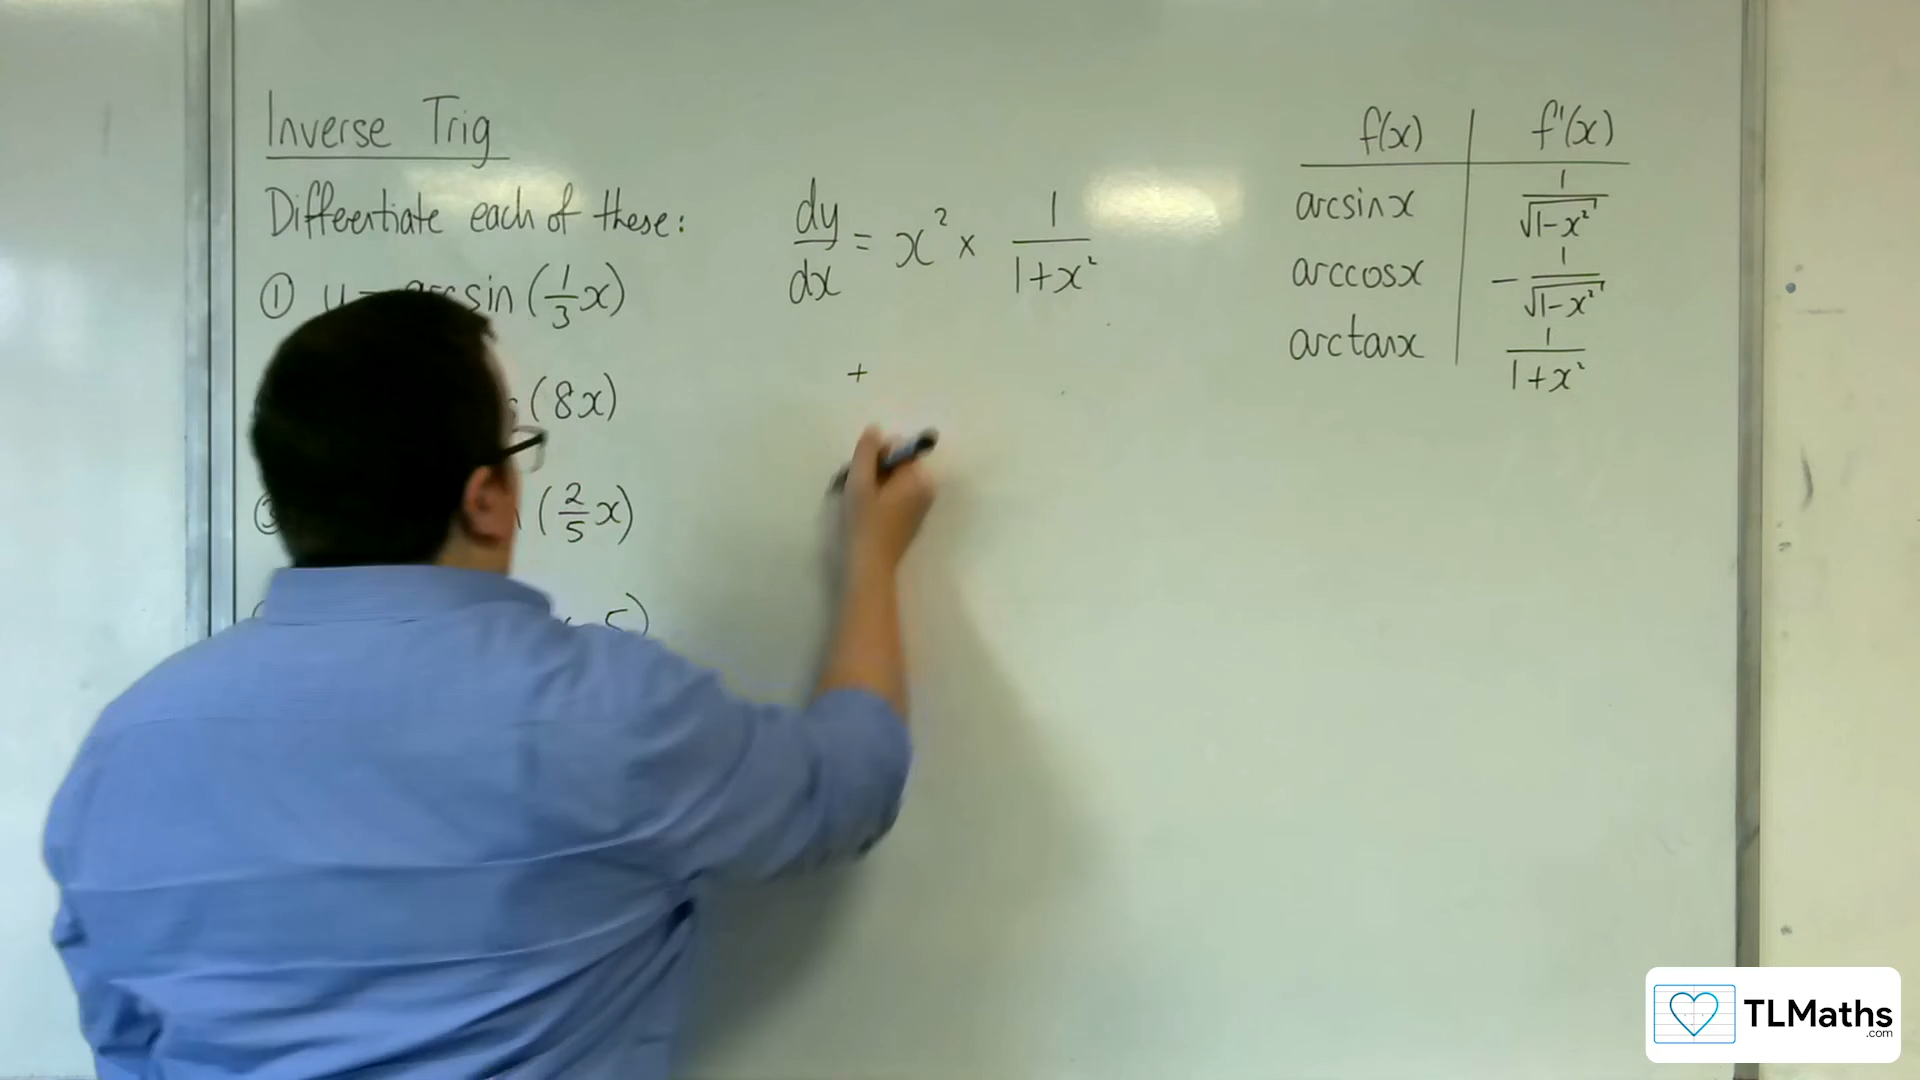 Inverse Trig
Differentiate each of these:
① y = arcsin (1/3 x)
(8x)
(2/5 x)
5)
dy/dx = x² × 1/(1+x²)
+
f(x) f'(x)
arcsinx 1/√(1-x²)
arccosx -1/√(1-x²)
arctanx 1/(1+x²)
TLMaths
.com